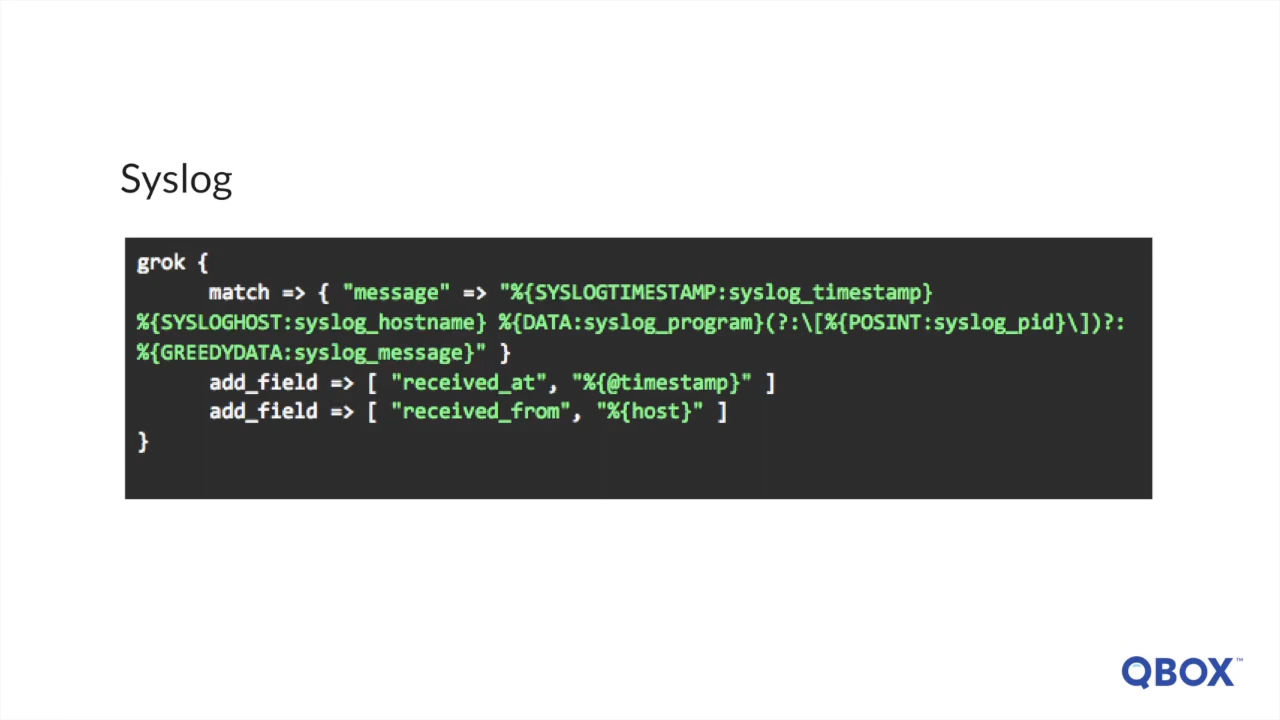 Syslog
grok {
match => { "message" => "%{SYSLOGTIMESTAMP:syslog_timestamp}
%{SYSLOGHOST:syslog_hostname} %{DATA:syslog_program}(?:\[%{POSINT:syslog_pid}\])?:
%{GREEDYDATA:syslog_message}" }
add_field => [ "received_at", "%{@timestamp}" ]
add_field => [ "received_from", "%{host}" ]
}
QBOX™